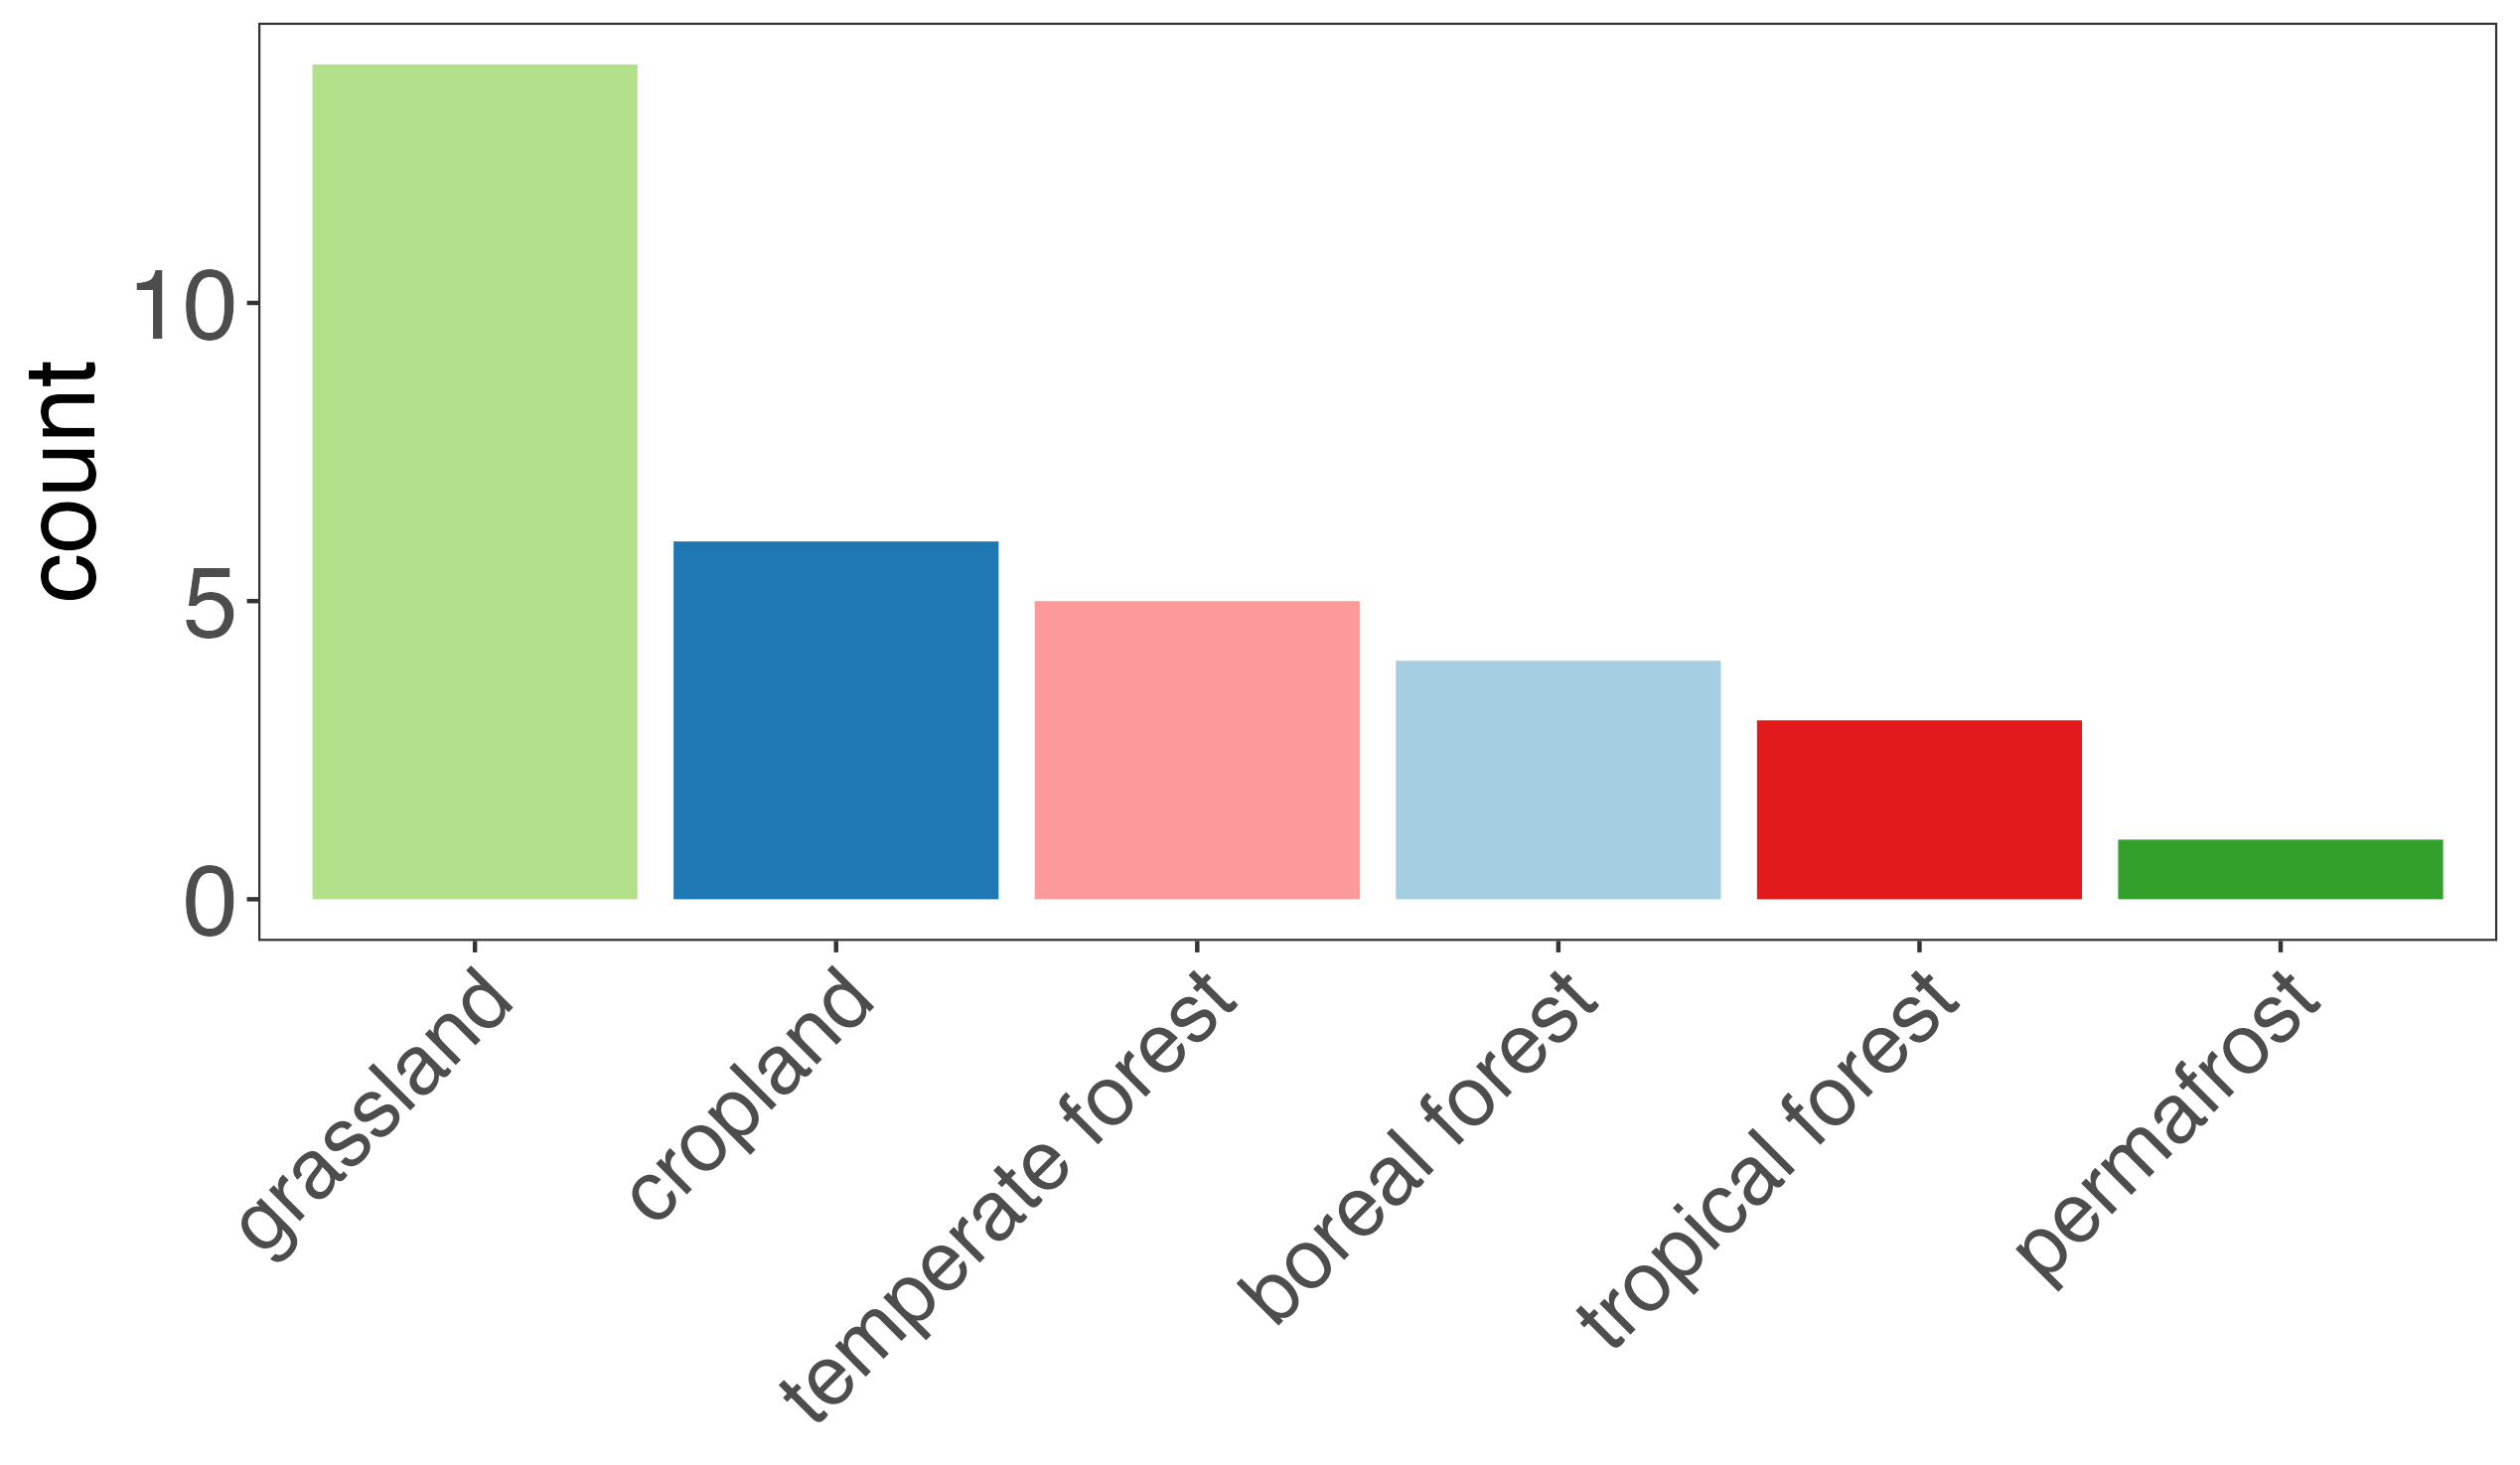 count
10
5
0
grassland
cropland
temperate forest
boreal forest
tropical forest
permafrost